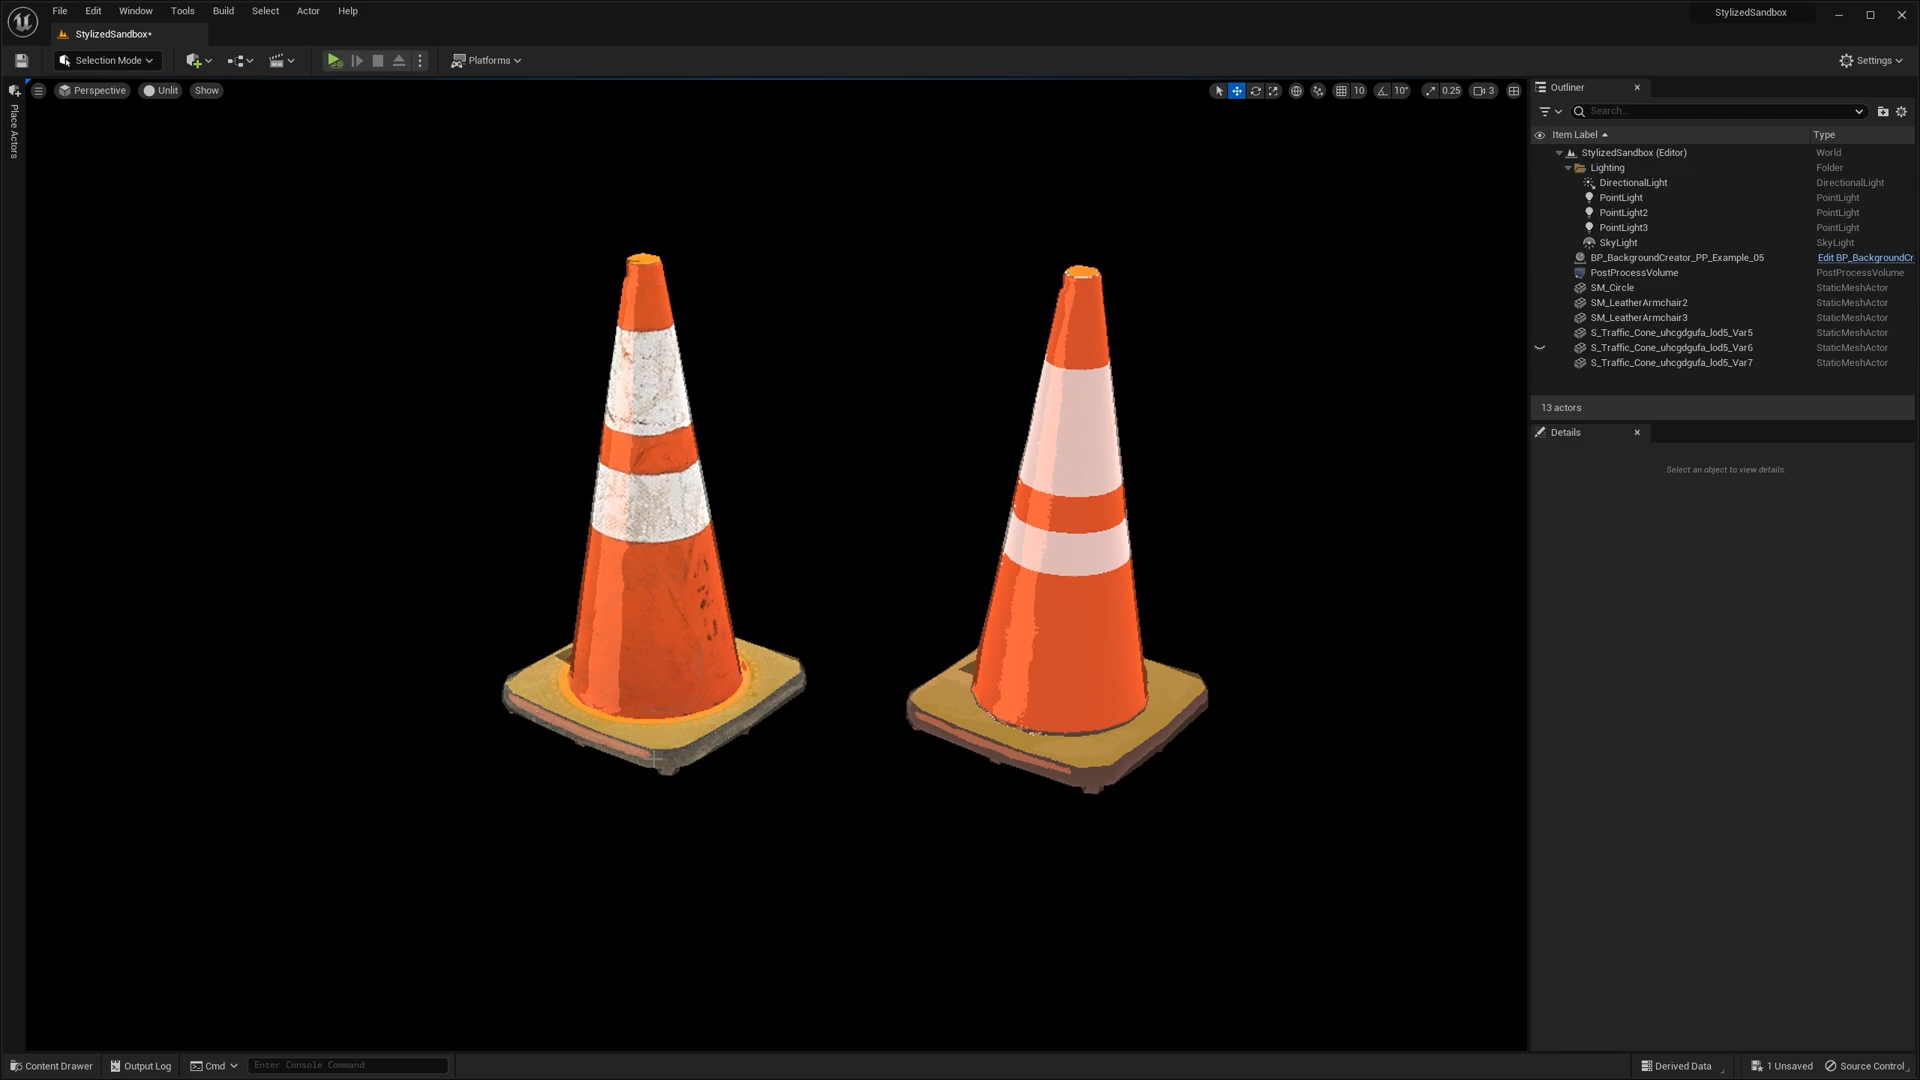 File Edit Window Tools Build Select Actor Help
StylizedSandbox
StylizedSandbox•
Selection Mode
Platforms
Settings
Place Actors
Perspective Unlit Show
10 10° 0.25 3
Outliner
Search...
Item Label Type
StylizedSandbox (Editor) World
Lighting Folder
DirectionalLight DirectionalLight
PointLight PointLight
PointLight2 PointLight
PointLight3 PointLight
SkyLight SkyLight
BP_BackgroundCreator_PP_Example_05 Edit BP_BackgroundCr
PostProcessVolume PostProcessVolume
SM_Circle StaticMeshActor
SM_LeatherArmchair2 StaticMeshActor
SM_LeatherArmchair3 StaticMeshActor
S_Traffic_Cone_uhcgdgufa_lod5_Var5 StaticMeshActor
S_Traffic_Cone_uhcgdgufa_lod5_Var6 StaticMeshActor
S_Traffic_Cone_uhcgdgufa_lod5_Var7 StaticMeshActor
13 actors
Details
Select an object to view details.
Content Drawer Output Log Cmd Enter Console Command
Derived Data 1 Unsaved Source Control